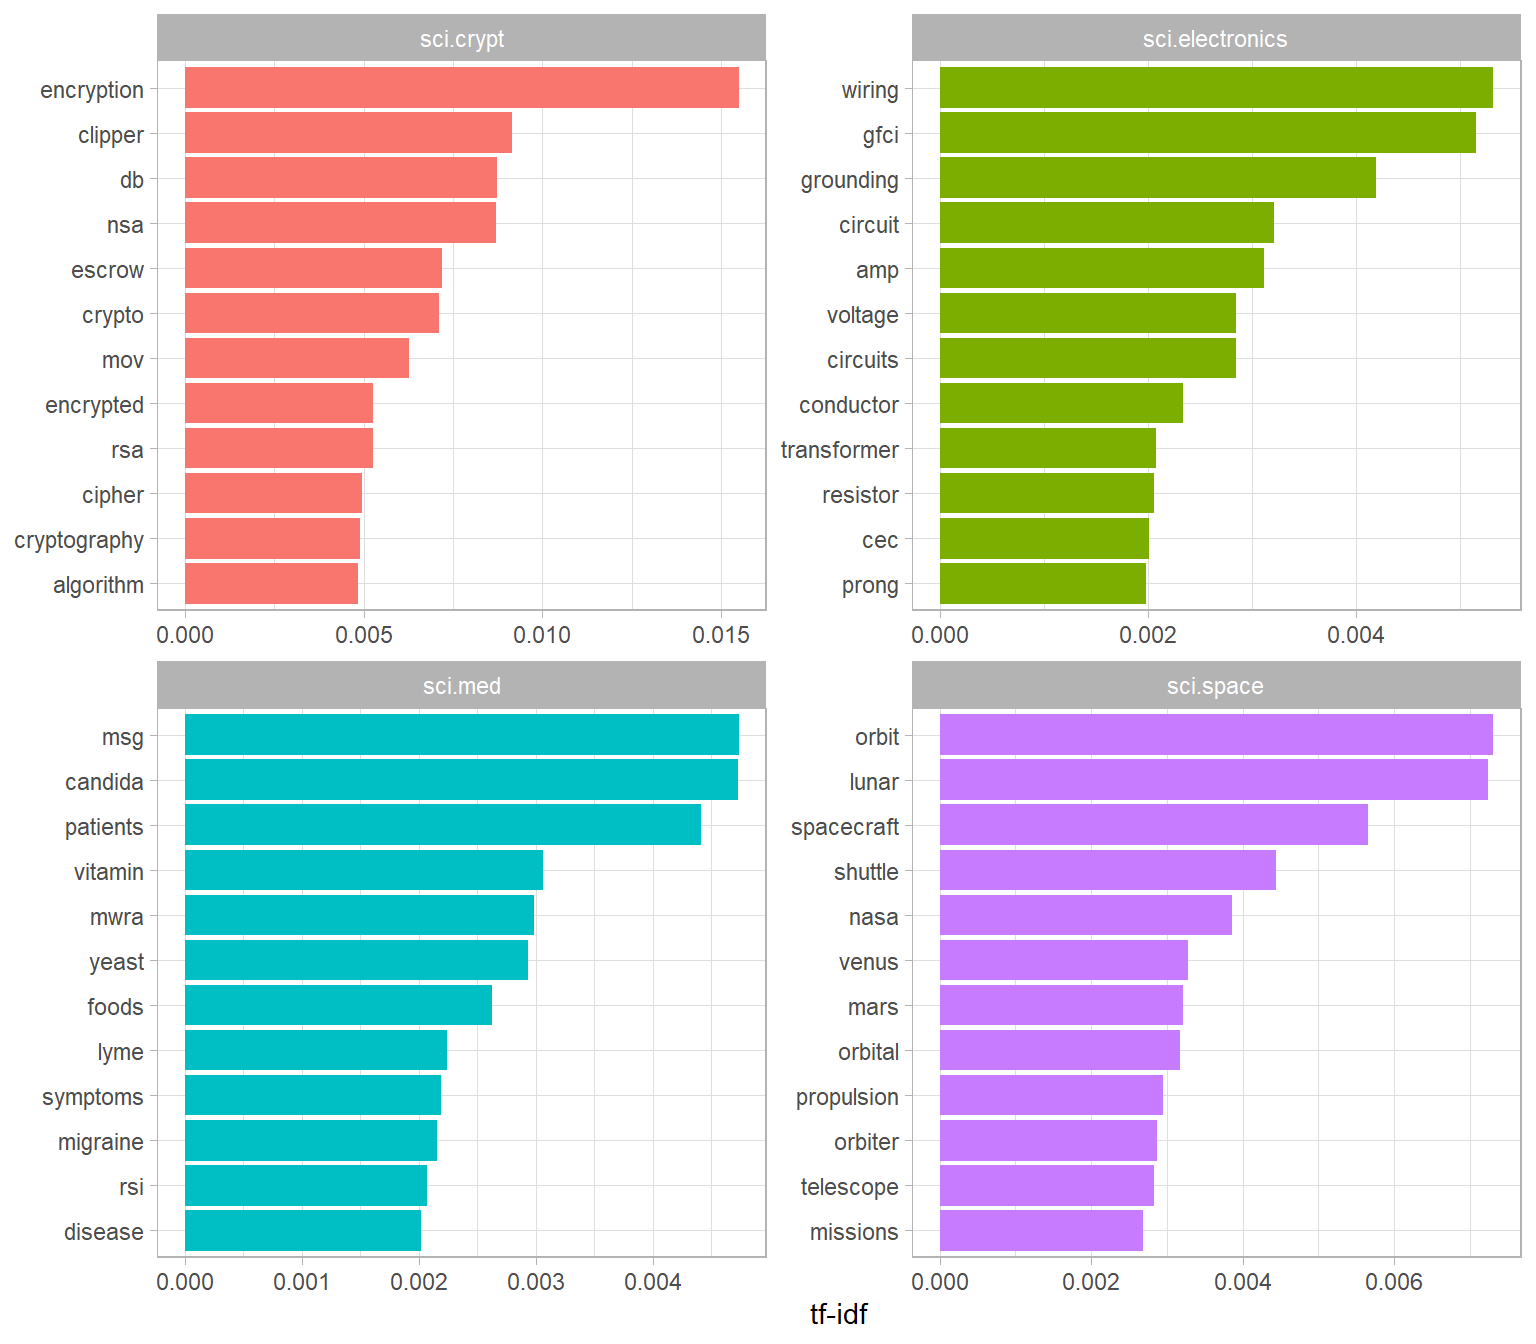 sci.crypt
encryption
clipper
db
nsa
escrow
crypto
mov
encrypted
rsa
cipher
cryptography
algorithm
0.000 0.005 0.010 0.015
sci.electronics
wiring
gfci
grounding
circuit
amp
voltage
circuits
conductor
transformer
resistor
cec
prong
0.000 0.002 0.004
sci.med
msg
candida
patients
vitamin
mwra
yeast
foods
lyme
symptoms
migraine
rsi
disease
0.000 0.001 0.002 0.003 0.004
sci.space
orbit
lunar
spacecraft
shuttle
nasa
venus
mars
orbital
propulsion
orbiter
telescope
missions
0.000 0.002 0.004 0.006
tf-idf